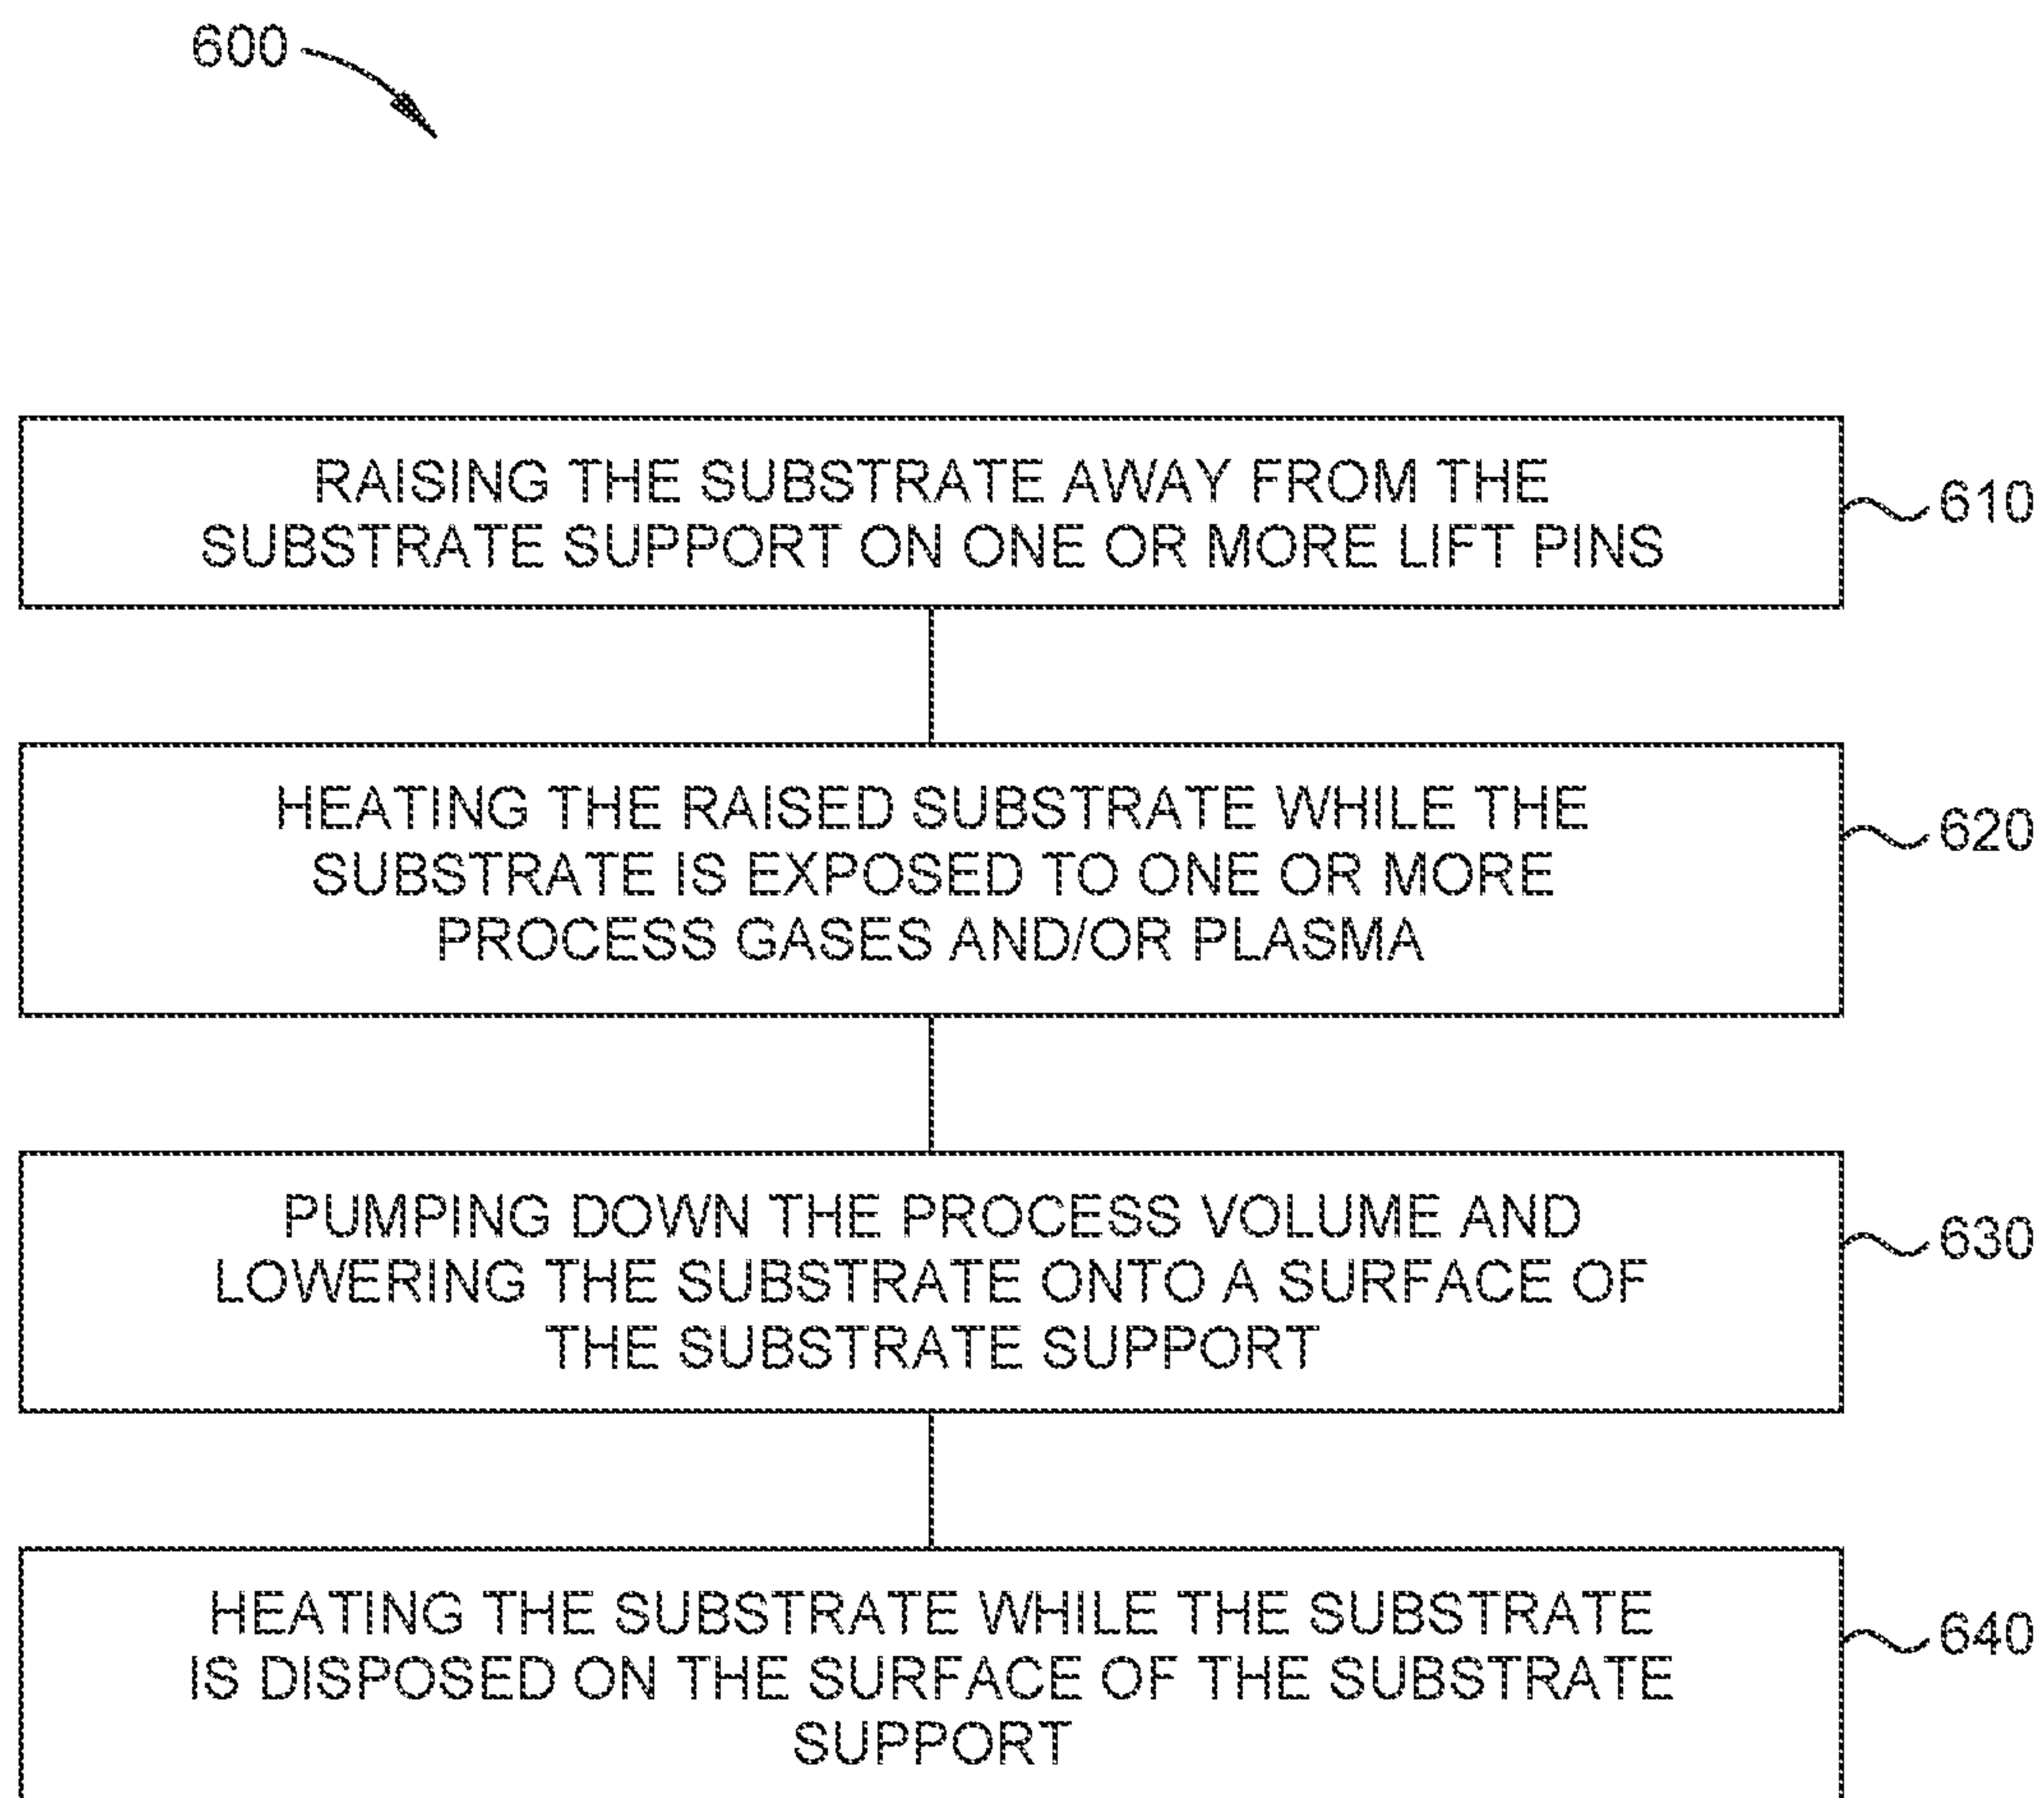 600
RAISING THE SUBSTRATE AWAY FROM THE
SUBSTRATE SUPPORT ON ONE OR MORE LIFT PINS
610
HEATING THE RAISED SUBSTRATE WHILE THE
SUBSTRATE IS EXPOSED TO ONE OR MORE
PROCESS GASES AND/OR PLASMA
620
PUMPING DOWN THE PROCESS VOLUME AND
LOWERING THE SUBSTRATE ONTO A SURFACE OF
THE SUBSTRATE SUPPORT
630
HEATING THE SUBSTRATE WHILE THE SUBSTRATE
IS DISPOSED ON THE SURFACE OF THE SUBSTRATE
SUPPORT
640